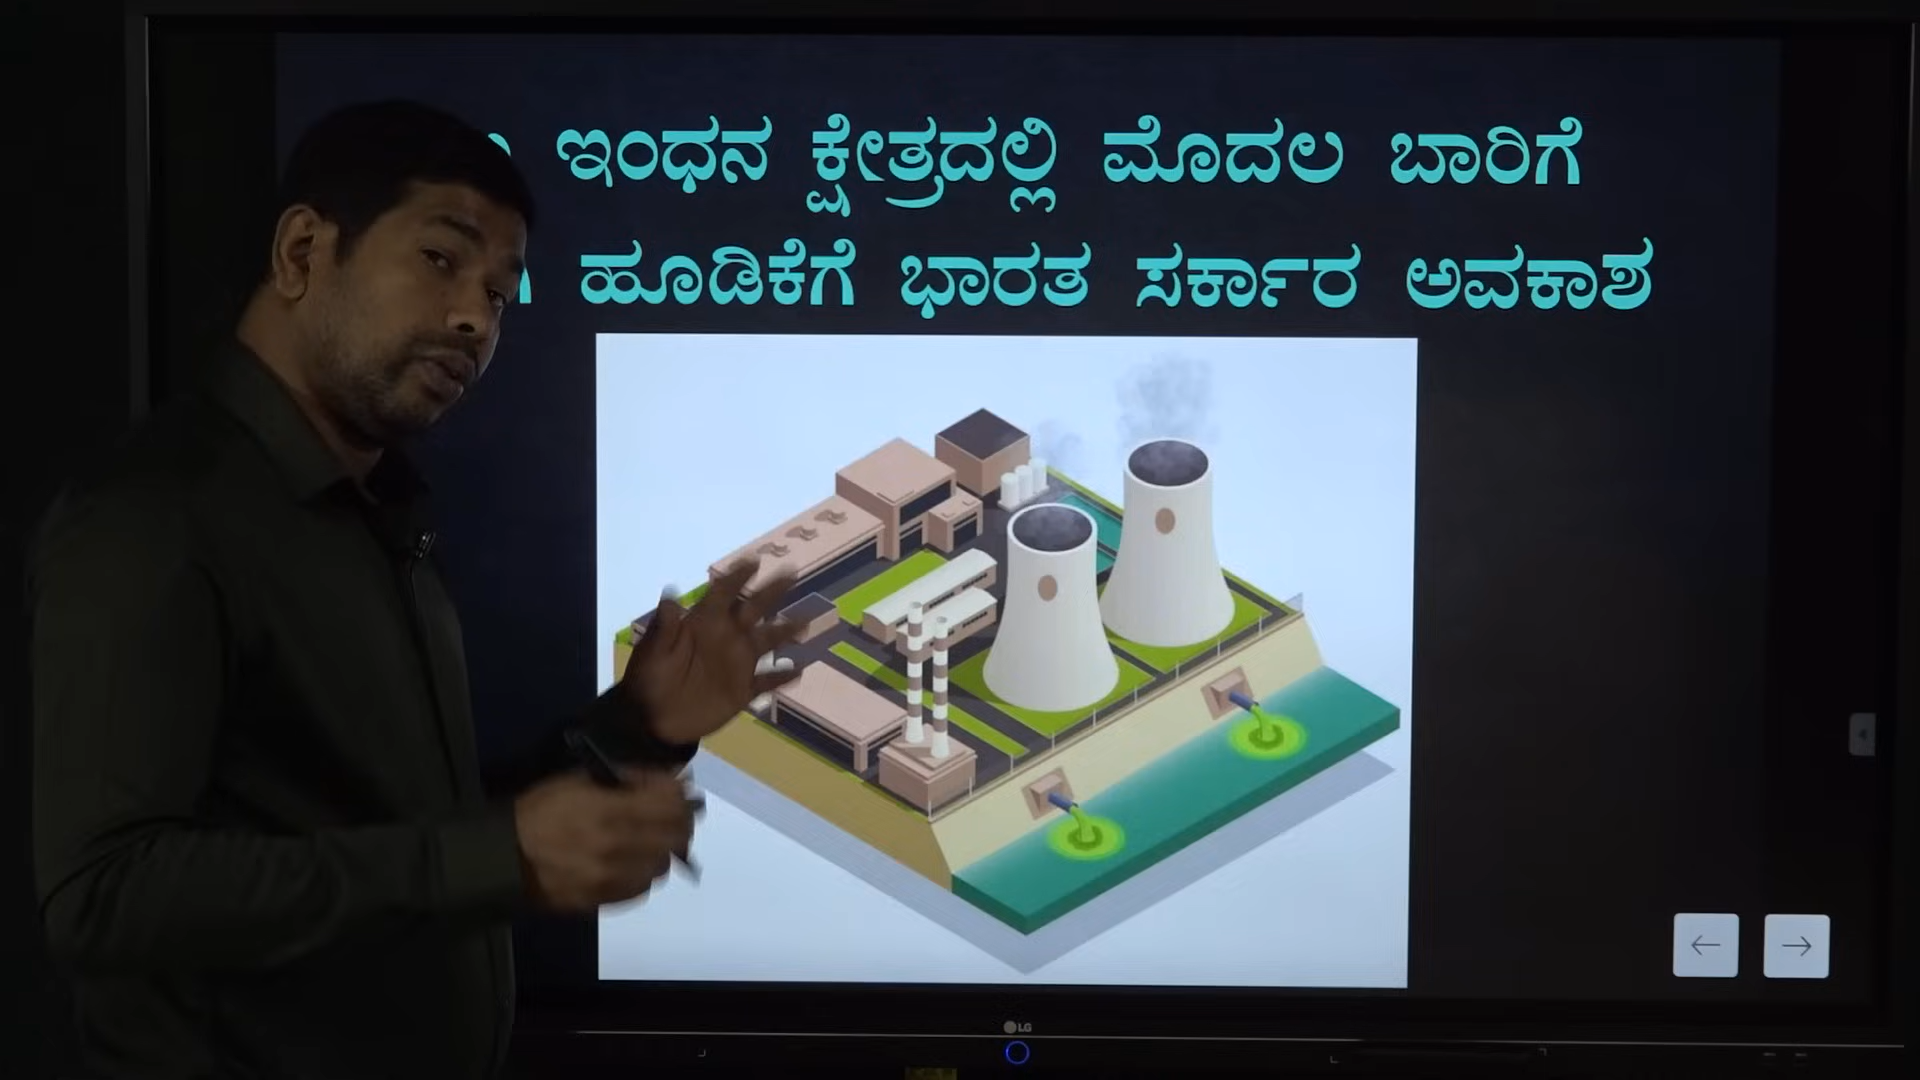 ಇಂಧನ ಕ್ಷೇತ್ರದಲ್ಲಿ ಮೊದಲ ಬಾರಿಗೆ
ಹೂಡಿಕೆಗೆ ಭಾರತ ಸರ್ಕಾರ ಅವಕಾಶ
LG